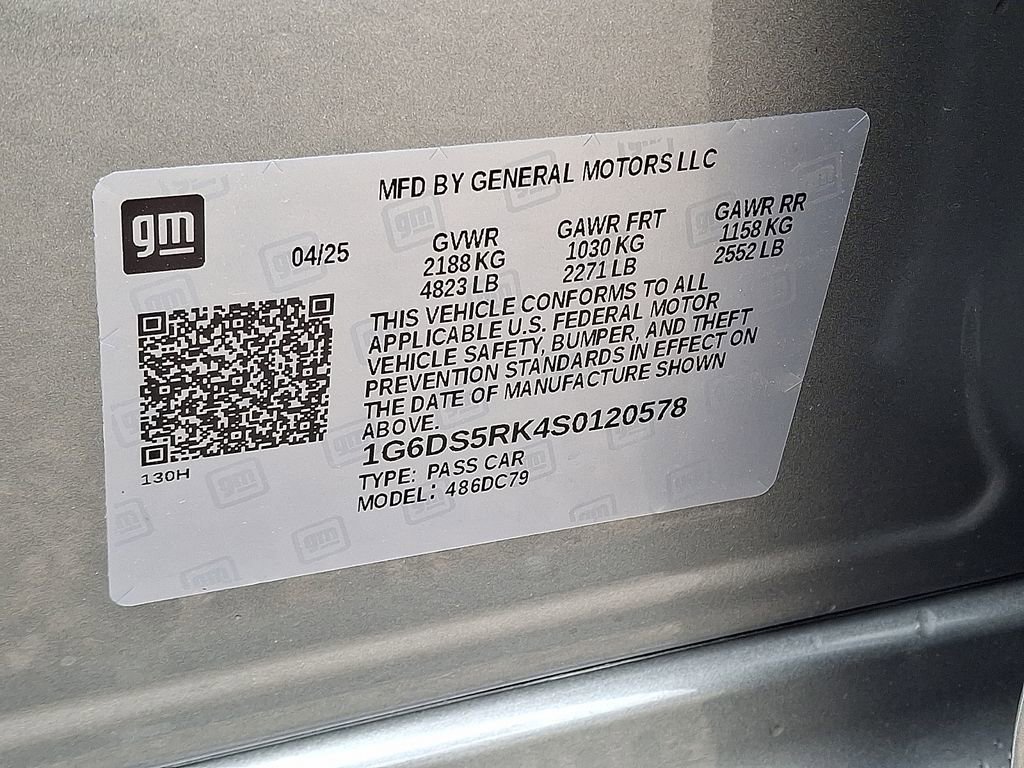 gm
MFD BY GENERAL MOTORS LLC
04/25
GVWR
2188 KG
4823 LB
GAWR FRT
1030 KG
2271 LB
GAWR RR
1158 KG
2552 LB
THIS VEHICLE CONFORMS TO ALL
APPLICABLE U.S. FEDERAL MOTOR
VEHICLE SAFETY, BUMPER, AND THEFT
PREVENTION STANDARDS IN EFFECT ON
THE DATE OF MANUFACTURE SHOWN
ABOVE.
1G6DS5RK4S0120578
TYPE: PASS CAR
MODEL: 486DC79
130H